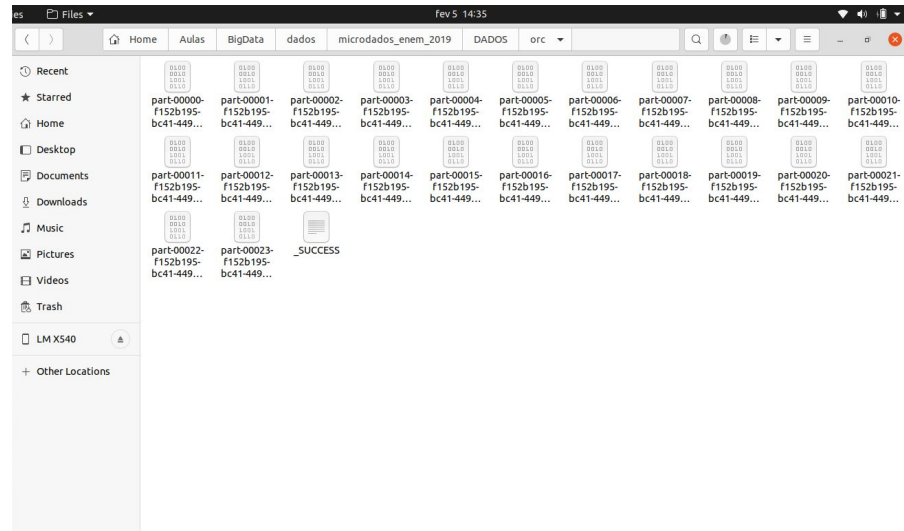 es Files fev 5 14:35
Home Aulas BigData dados microdados_enem_2019 DADOS orc
Recent
Starred
Home
Desktop
Documents
Downloads
Music
Pictures
Videos
Trash
LM X540
+ Other Locations
part-00000-
f152b195-
bc41-449...
part-00001-
f152b195-
bc41-449...
part-00002-
f152b195-
bc41-449...
part-00003-
f152b195-
bc41-449...
part-00004-
f152b195-
bc41-449...
part-00005-
f152b195-
bc41-449...
part-00006-
f152b195-
bc41-449...
part-00007-
f152b195-
bc41-449...
part-00008-
f152b195-
bc41-449...
part-00009-
f152b195-
bc41-449...
part-00010-
f152b195-
bc41-449...
part-00011-
f152b195-
bc41-449...
part-00012-
f152b195-
bc41-449...
part-00013-
f152b195-
bc41-449...
part-00014-
f152b195-
bc41-449...
part-00015-
f152b195-
bc41-449...
part-00016-
f152b195-
bc41-449...
part-00017-
f152b195-
bc41-449...
part-00018-
f152b195-
bc41-449...
part-00019-
f152b195-
bc41-449...
part-00020-
f152b195-
bc41-449...
part-00021-
f152b195-
bc41-449...
part-00022-
f152b195-
bc41-449...
part-00023-
f152b195-
bc41-449...
_SUCCESS